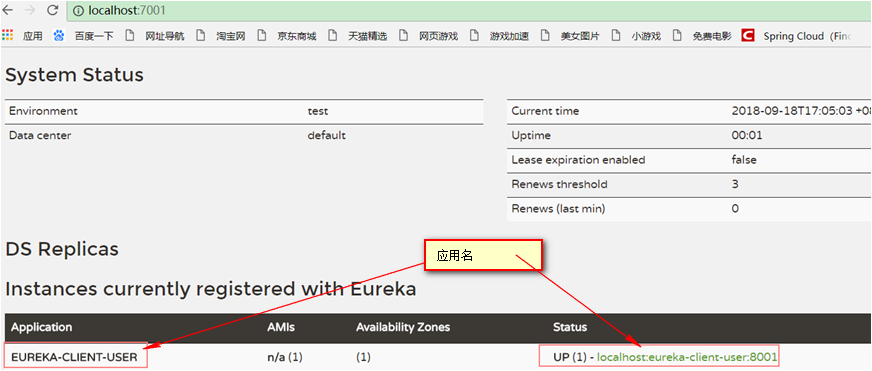 localhost:7001
应用 百度一下 网址导航 淘宝网 京东商城 天猫精选 网页游戏 游戏加速 美女图片 小游戏 免费电影 Spring Cloud (Finc
System Status
Environment test
Data center default
Current time 2018-09-18T17:05:03 +08
Uptime 00:01
Lease expiration enabled false
Renews threshold 3
Renews (last min) 0
DS Replicas
应用名
Instances currently registered with Eureka
Application AMIs Availability Zones Status
EUREKA-CLIENT-USER n/a (1) (1) UP (1) - localhost:eureka-client-user:8001